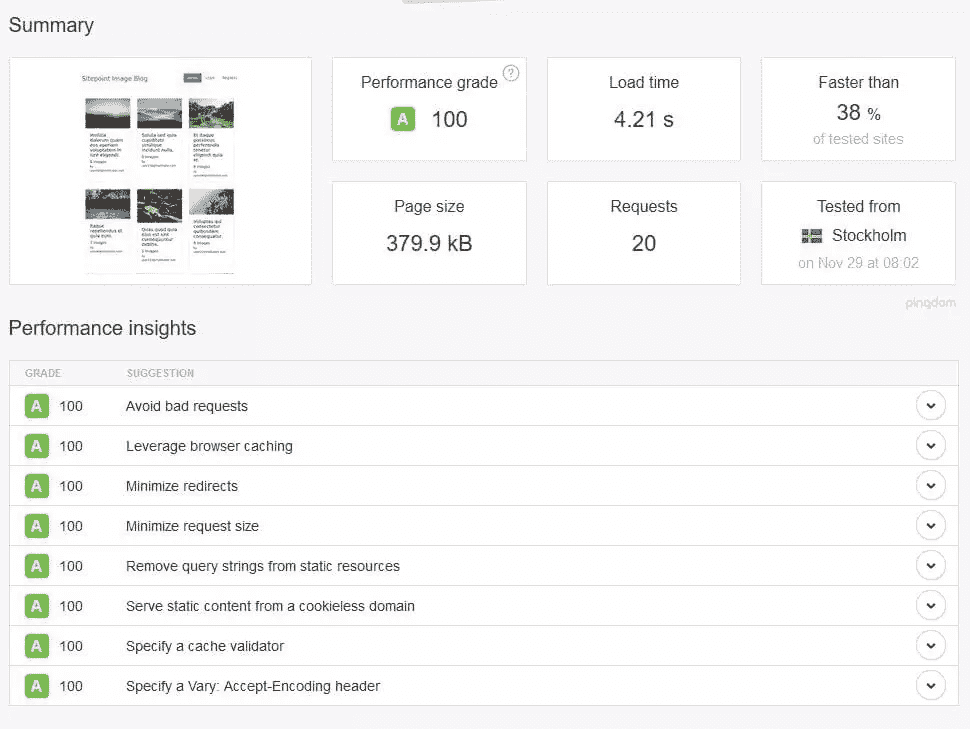 Summary
Sitepoint Image Blog
Performance grade
?
A 100
Load time
4.21 s
Faster than
38 %
of tested sites
Page size
379.9 kB
Requests
20
Tested from
Stockholm
on Nov 29 at 08:02
pingdom
Performance insights
GRADE SUGGESTION
A 100 Avoid bad requests
A 100 Leverage browser caching
A 100 Minimize redirects
A 100 Minimize request size
A 100 Remove query strings from static resources
A 100 Serve static content from a cookieless domain
A 100 Specify a cache validator
A 100 Specify a Vary: Accept-Encoding header